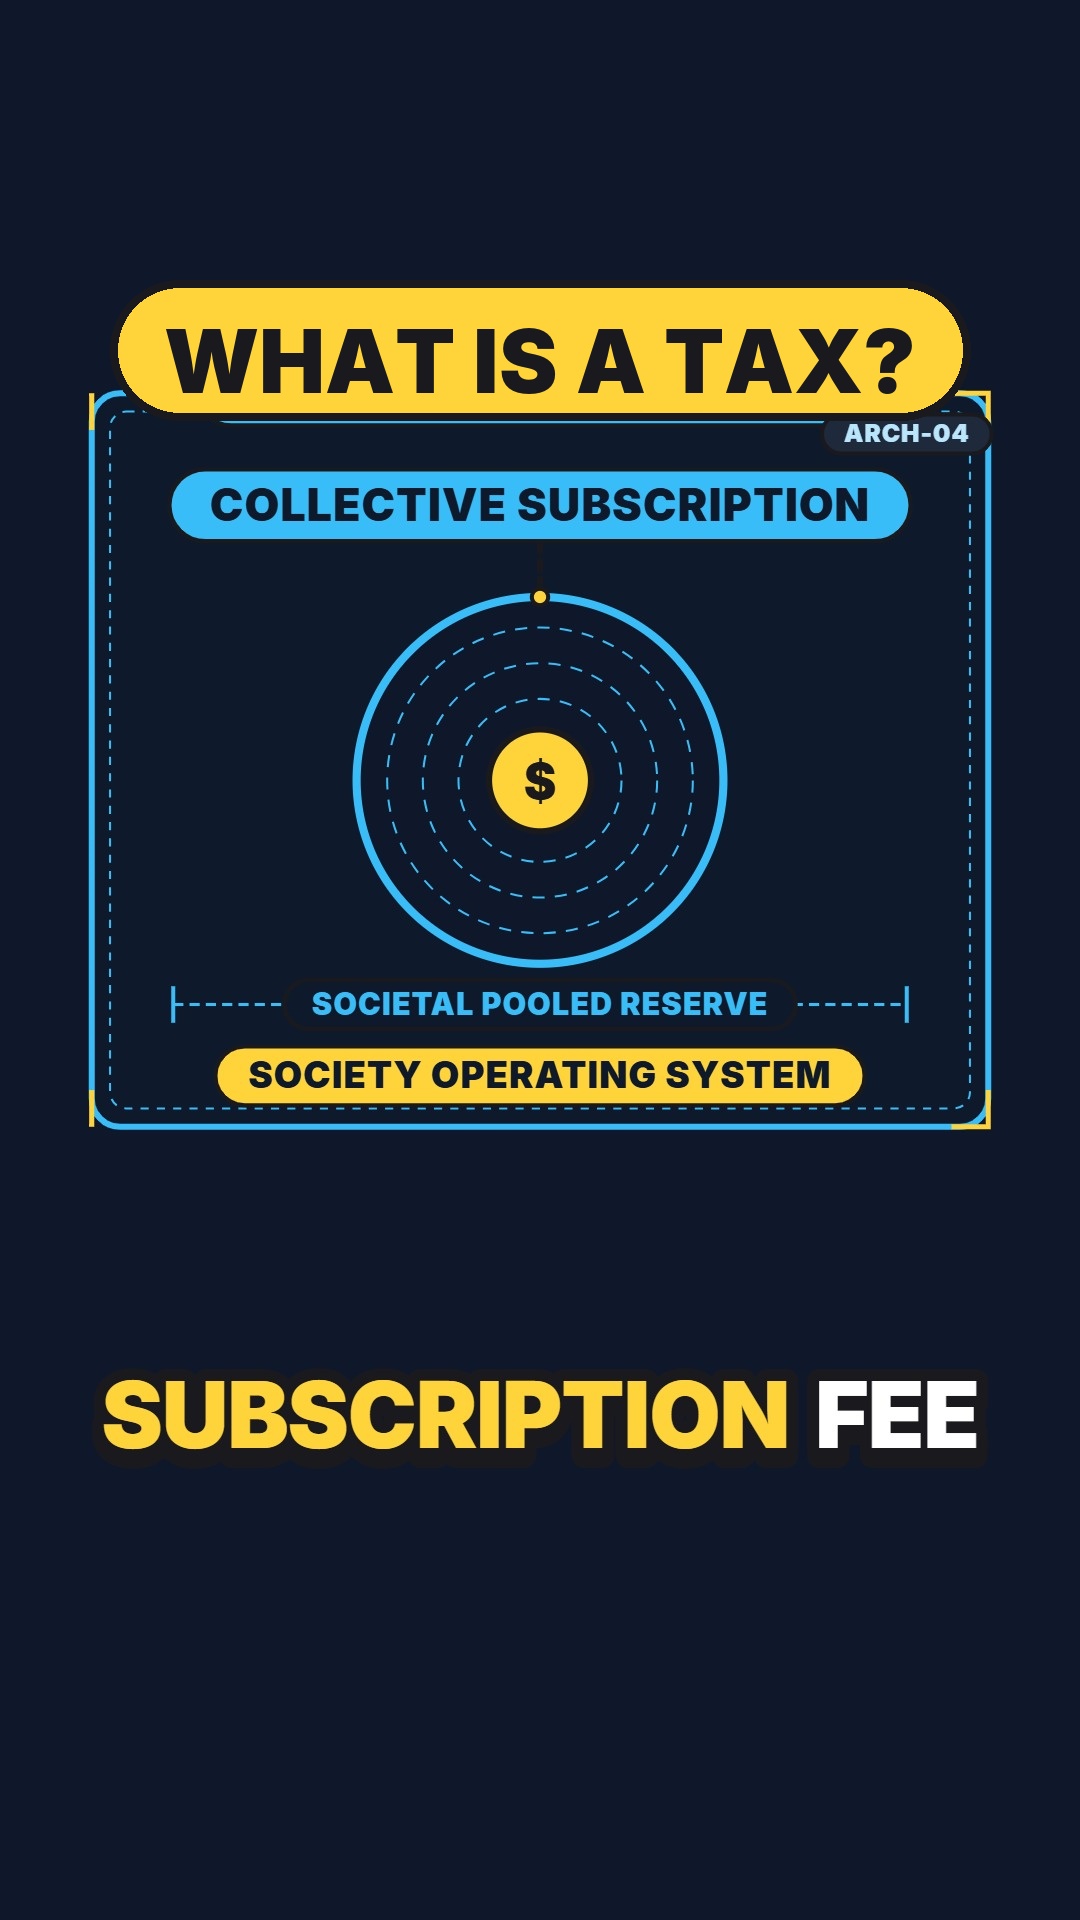 WHAT IS A TAX?
ARCH-04
COLLECTIVE SUBSCRIPTION
$
SOCIETAL POOLED RESERVE
SOCIETY OPERATING SYSTEM
SUBSCRIPTION FEE